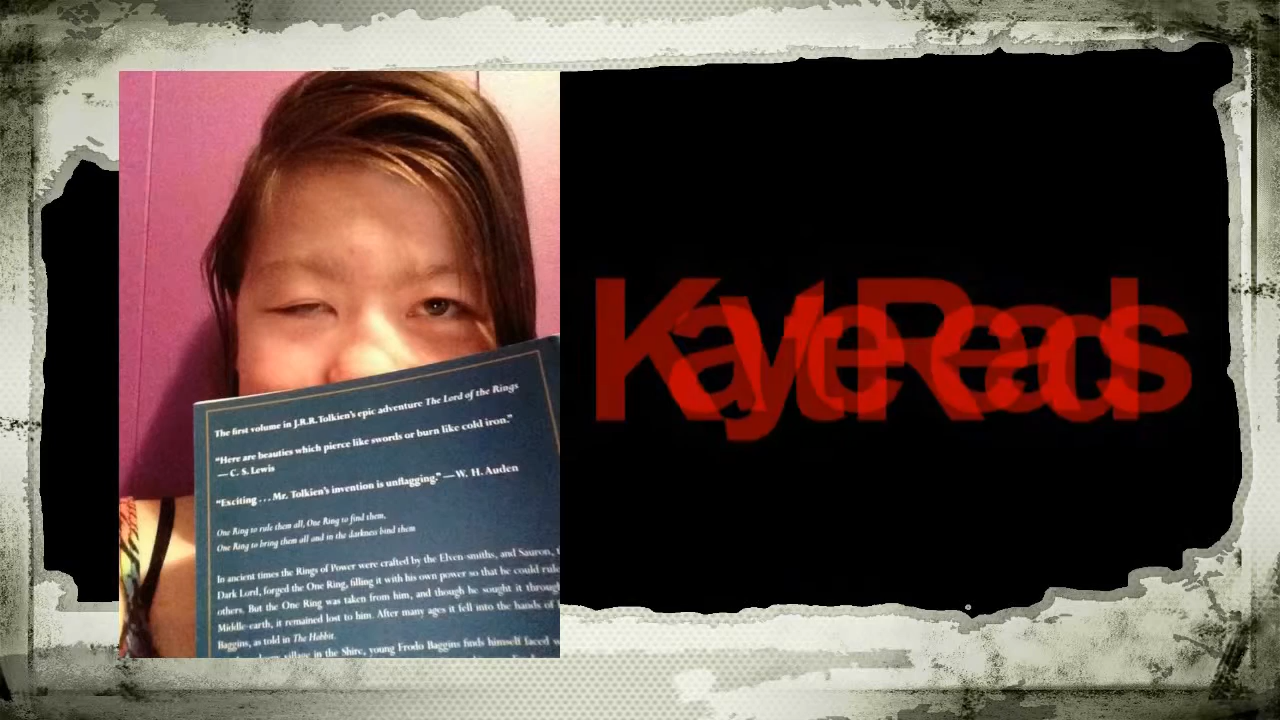 The first volume in J.R.R. Tolkien's epic adventure The Lord of the Rings
"Here are beauties which pierce like swords or burn like cold iron."
— C. S. Lewis
"Exciting . . . Mr. Tolkien's invention is unflagging." —W. H. Auden
One Ring to rule them all, One Ring to find them,
One Ring to bring them all and in the darkness bind them
In ancient times the Rings of Power were crafted by the Elven-smiths, and Sauron,
Dark Lord, forged the One Ring, filling it with his own power so that he could rule
others. But the One Ring was taken from him, and though he sought it
Middle-earth, it remained lost to him. After many ages it fell into the hands of
Baggins, as told in The Hobbit.
village in the Shire, young Frodo Baggins finds himself faced
KayteReads